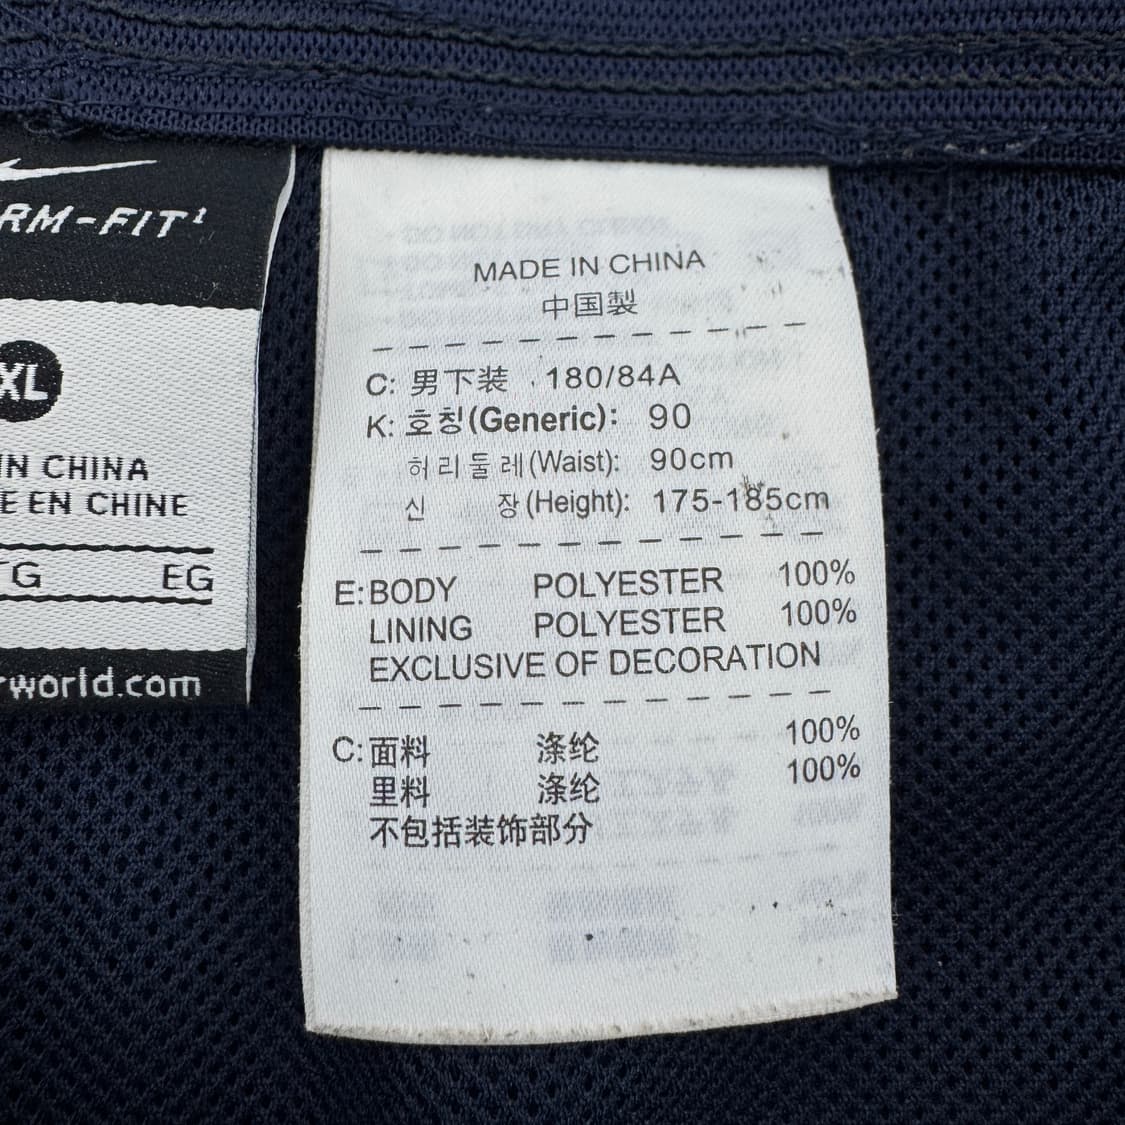 RM-FIT¹
XL
IN CHINA
E EN CHINE
TG EG
rworld.com
MADE IN CHINA
中国製
C: 男下装 180/84A
K: 호칭(Generic): 90
허리둘레(Waist): 90cm
신 장(Height): 175-185cm
E: BODY POLYESTER 100%
LINING POLYESTER 100%
EXCLUSIVE OF DECORATION
C: 面料 涤纶 100%
里料 涤纶 100%
不包括装饰部分